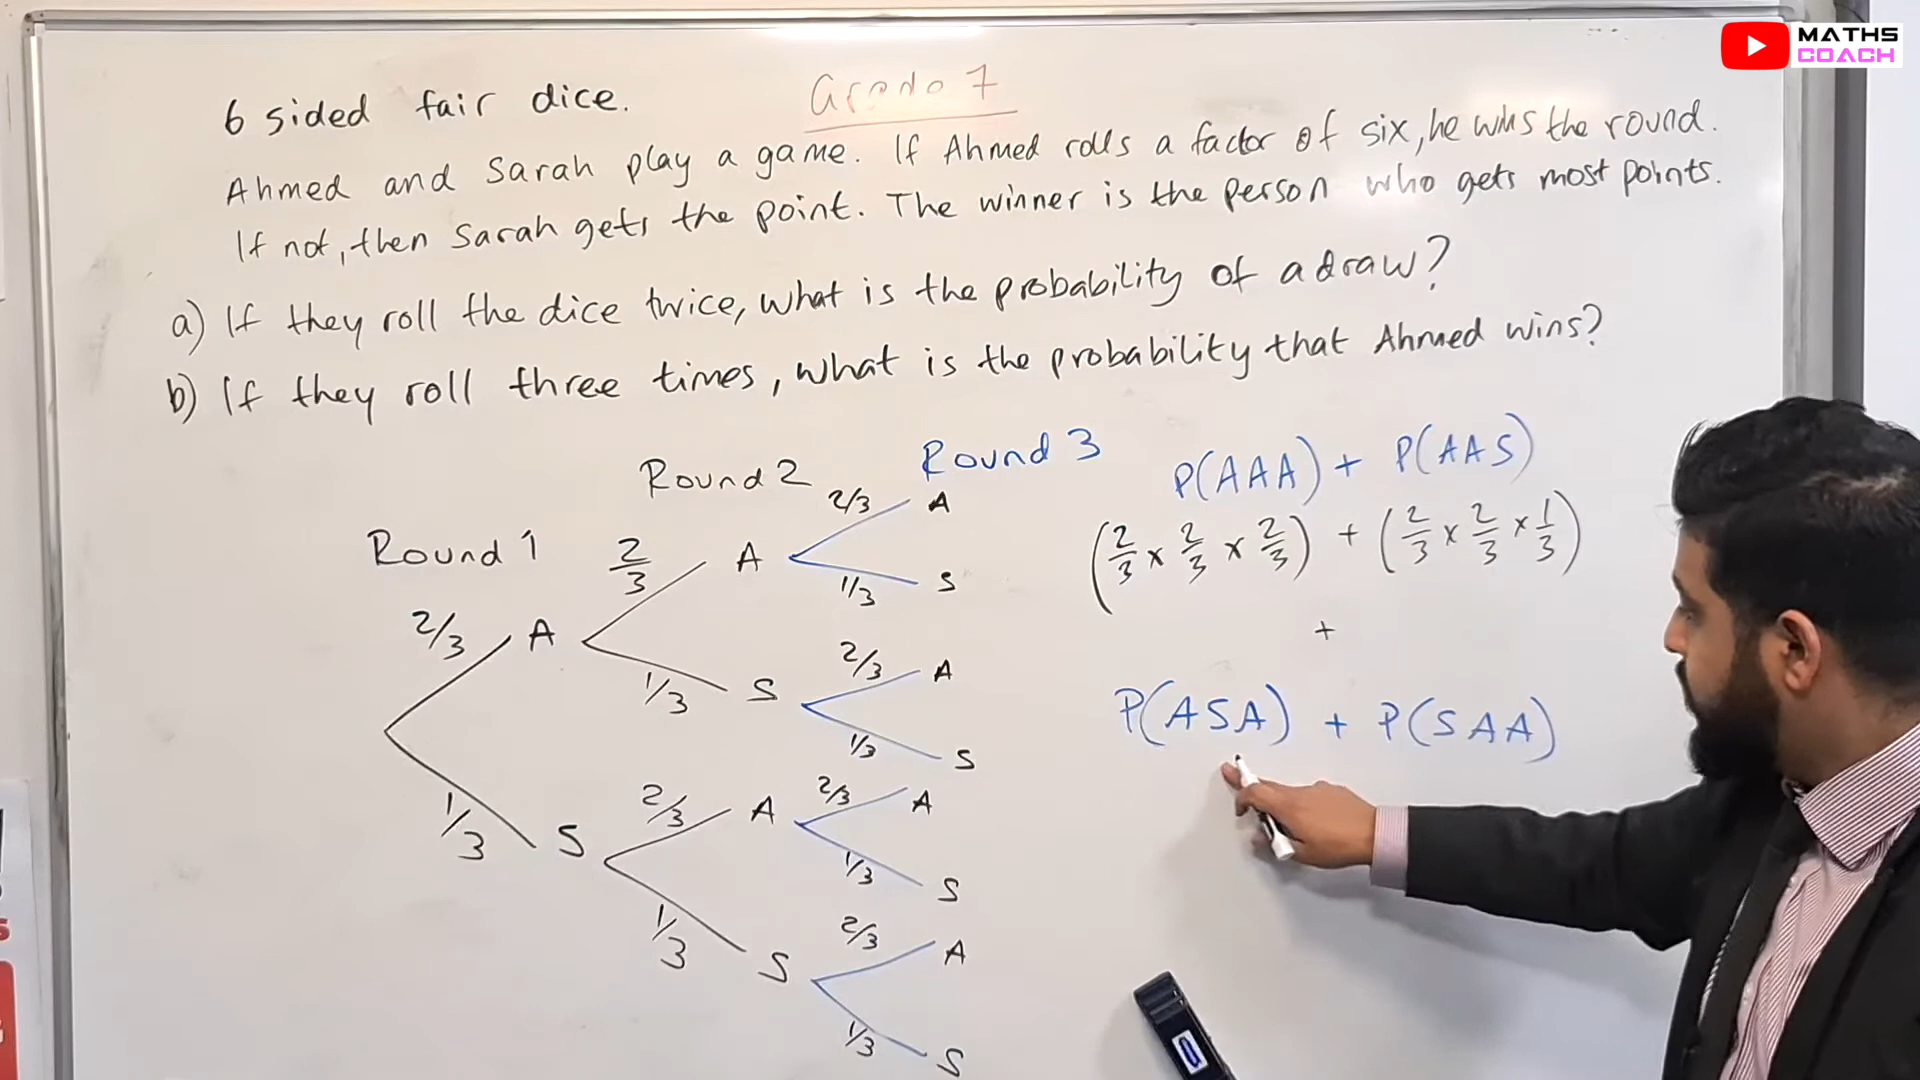 MATHS
COACH
Grade 7
6 sided fair dice.
Ahmed and Sarah play a game. If Ahmed rolls a factor of six, he wins the round.
If not, then Sarah gets the point. The winner is the person who gets most points.
a) If they roll the dice twice, what is the probability of a draw?
b) If they roll three times, what is the probability that Ahmed wins?
Round 1
Round 2
Round 3
2/3 A
1/3 S
2/3 A
1/3 S
2/3 A
1/3 S
2/3 A
1/3 S
2/3 A
1/3 S
2/3 A
1/3 S
2/3 A
1/3 S
P(AAA) + P(AAS)
(2/3 × 2/3 × 2/3) + (2/3 × 2/3 × 1/3)
+
P(ASA) + P(SAA)